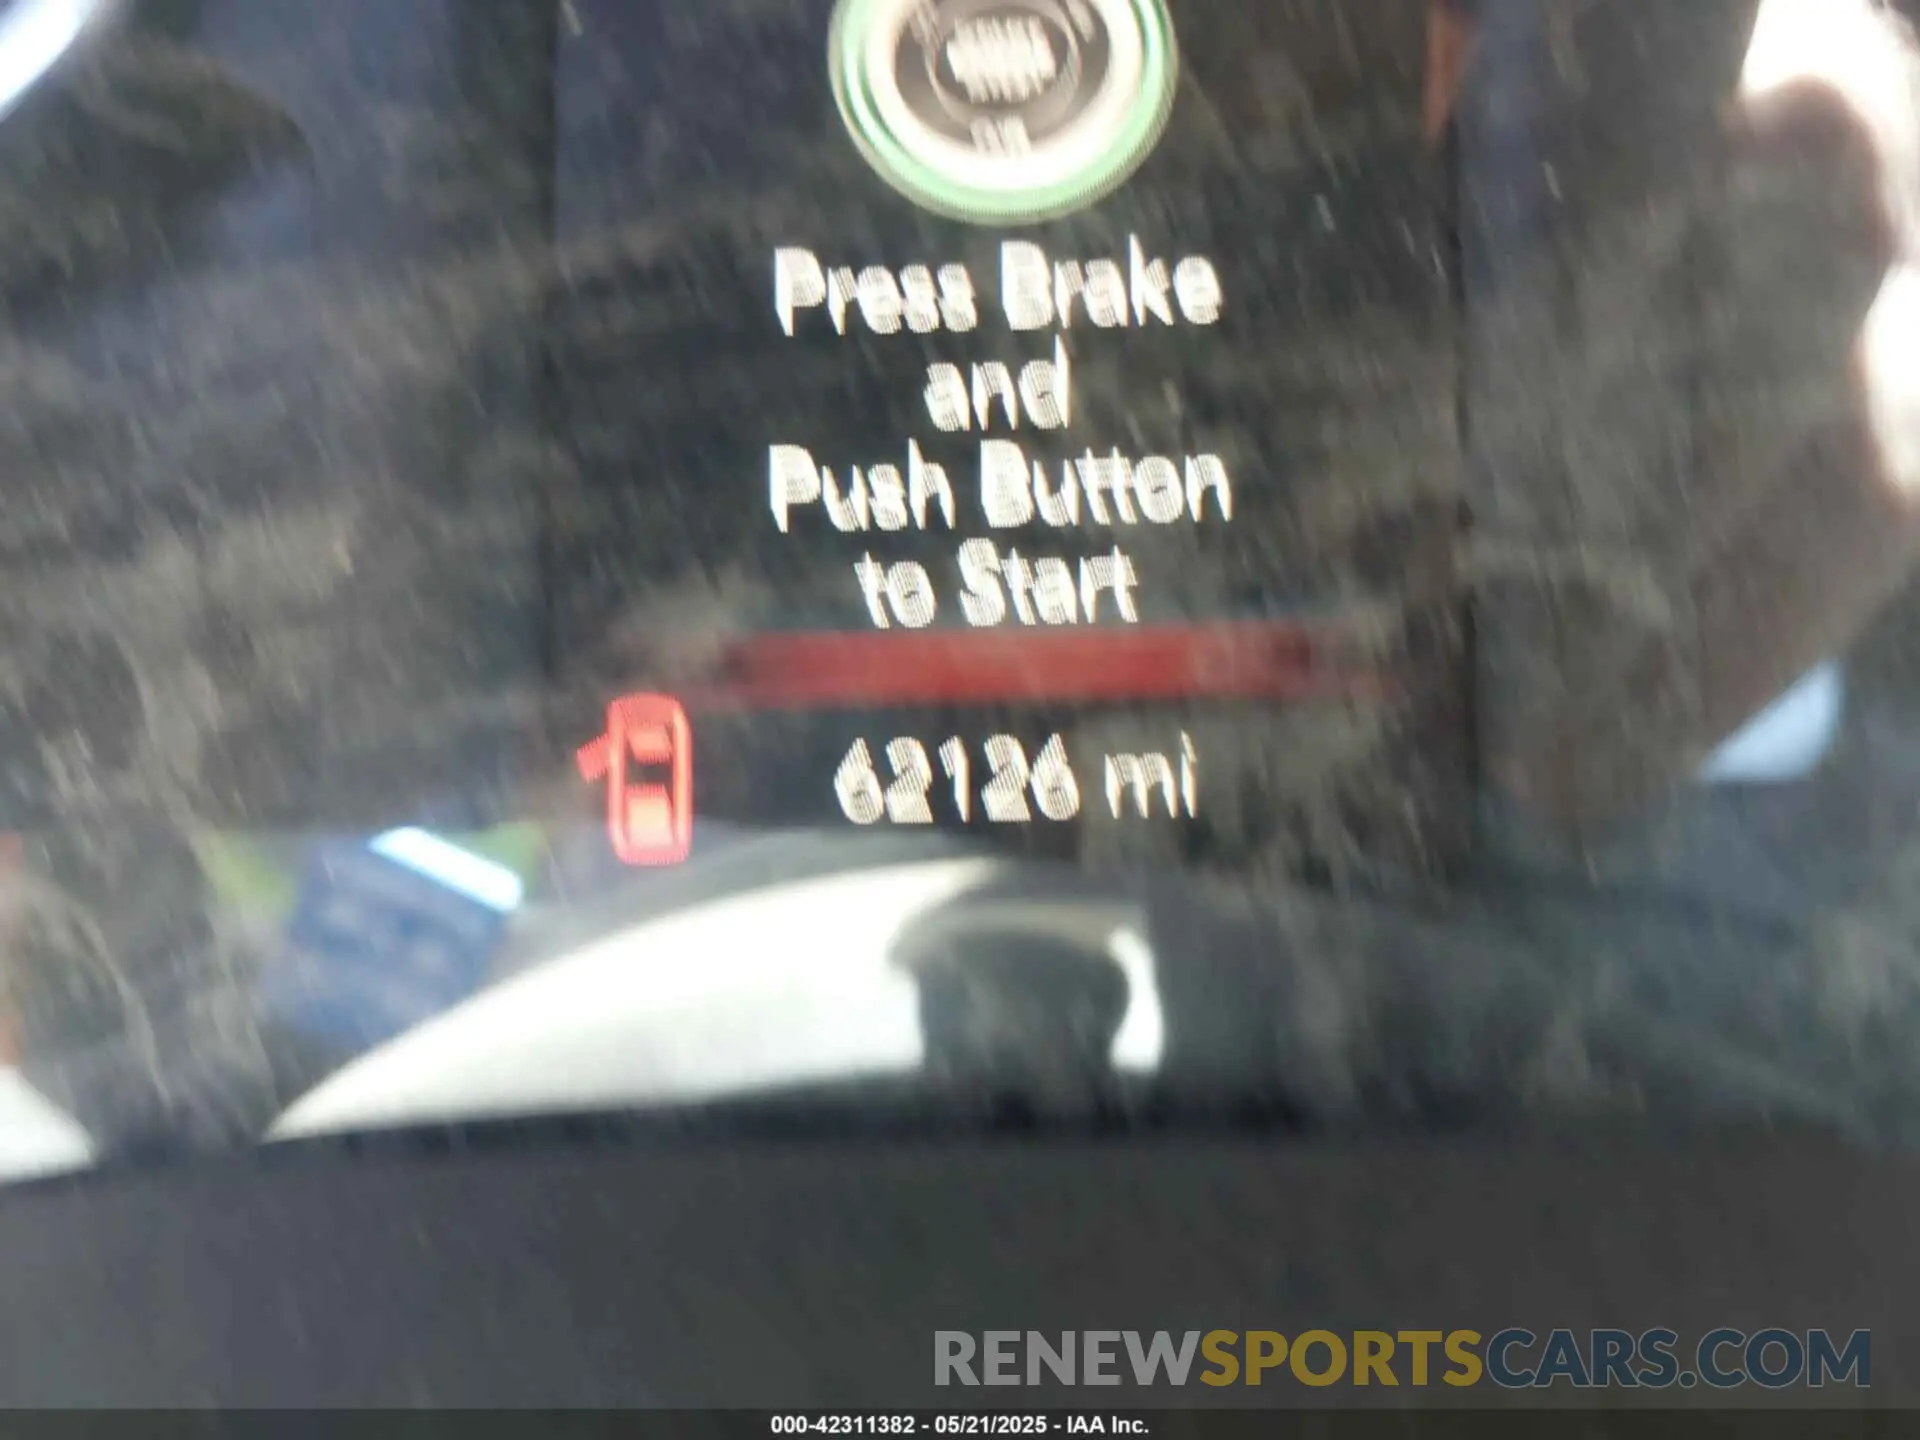 Press Brake
and
Push Button
to Start
62126 mi
RENEWSPORTSCARS.COM
000-42311382 - 05/21/2025 - IAA Inc.